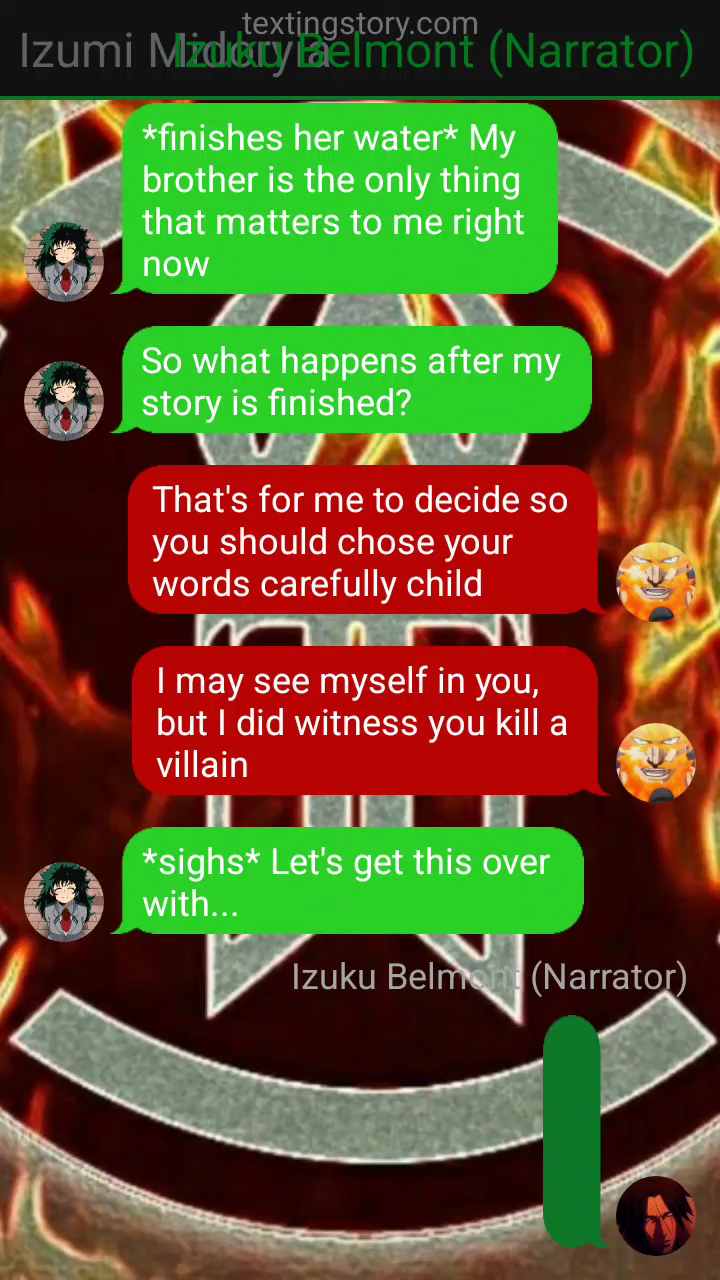 textingstory.com
Izumi Midoryia
Izuku Belmont (Narrator)
*finishes her water* My
brother is the only thing
that matters to me right
now
So what happens after my
story is finished?
That's for me to decide so
you should chose your
words carefully child
I may see myself in you,
but I did witness you kill a
villain
*sighs* Let's get this over
with...
Izuku Belmont (Narrator)